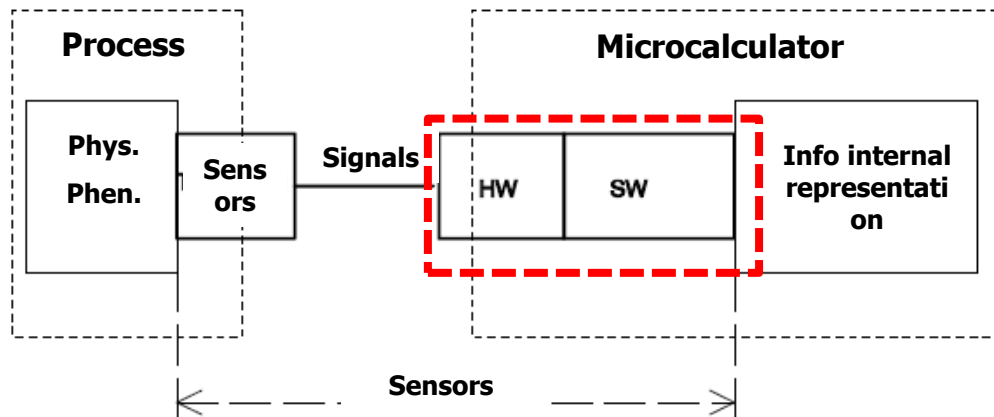 Process
Microcalculator
Phys.
Phen.
Sens
ors
Signals
HW
SW
Info internal
representati
on
Sensors